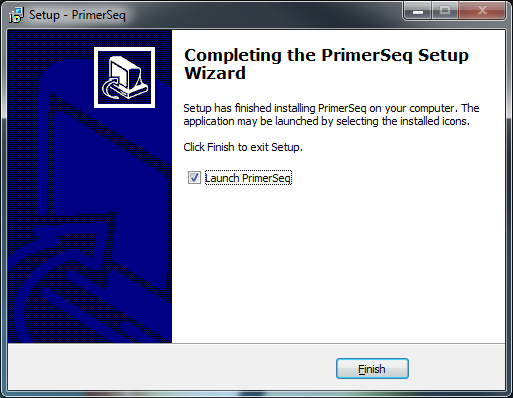 Setup - PrimerSeq
Completing the PrimerSeq Setup
Wizard
Setup has finished installing PrimerSeq on your computer. The
application may be launched by selecting the installed icons.
Click Finish to exit Setup.
Launch PrimerSeq
Finish